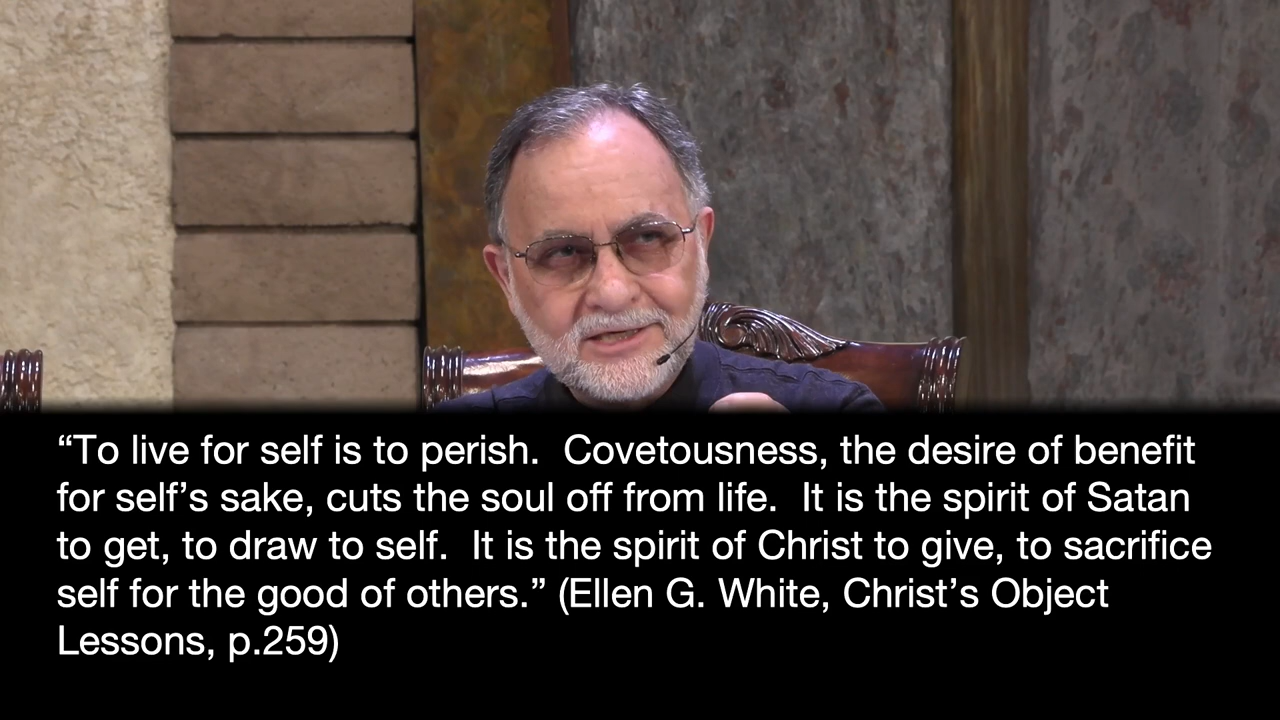 “To live for self is to perish.  Covetousness, the desire of benefit
for self’s sake, cuts the soul off from life.  It is the spirit of Satan
to get, to draw to self.  It is the spirit of Christ to give, to sacrifice
self for the good of others.” (Ellen G. White, Christ’s Object
Lessons, p.259)